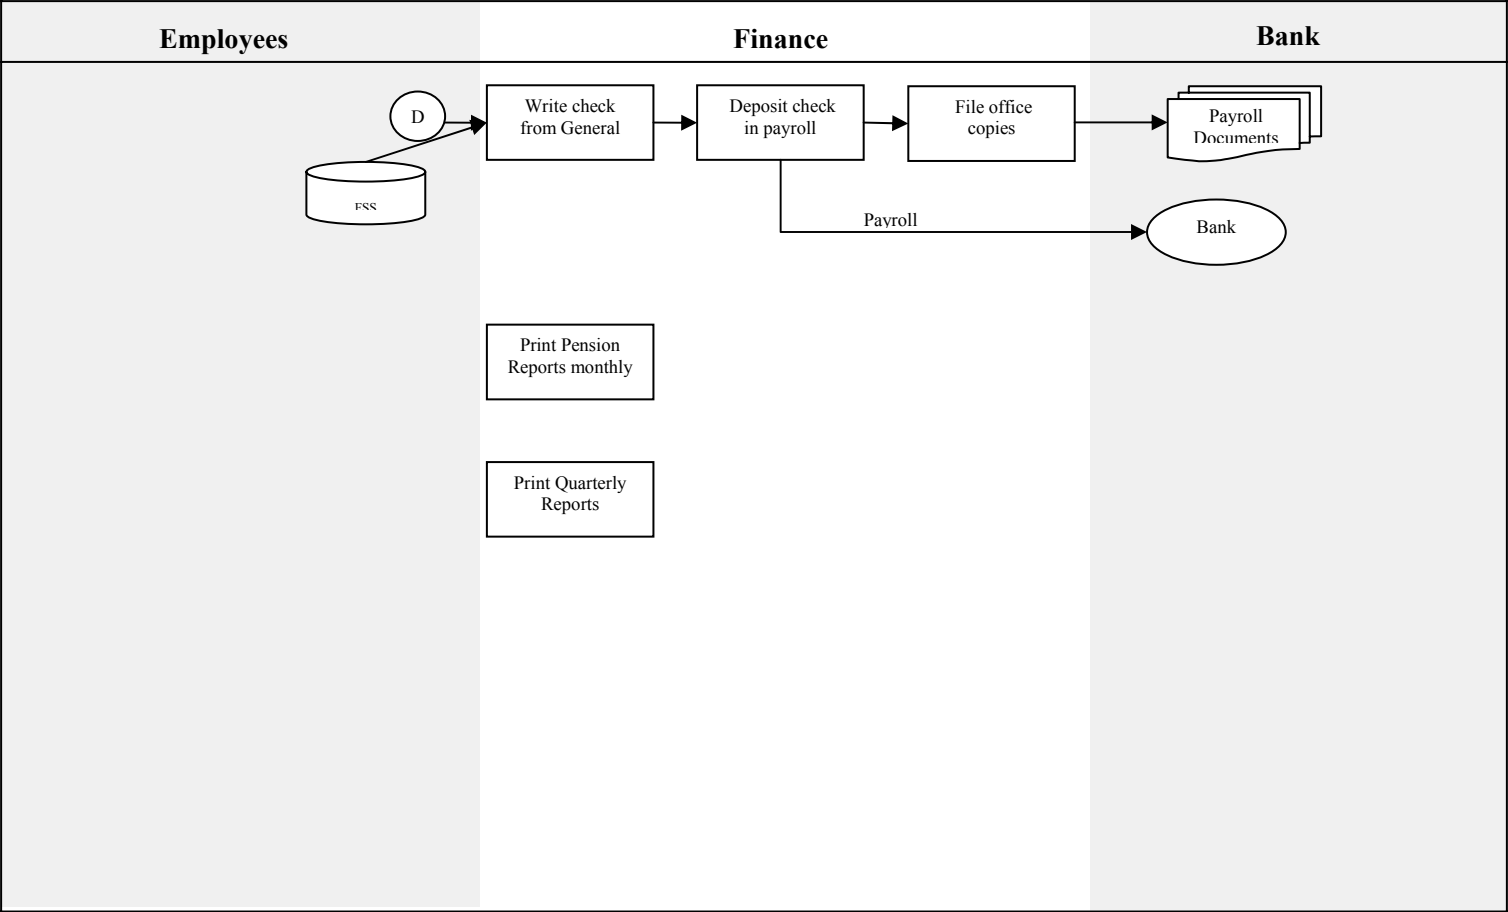 Employees
Finance
Bank
D
Write check
from General
Deposit check
in payroll
File office
copies
Payroll
Documents
FSS
Payroll
Bank
Print Pension
Reports monthly
Print Quarterly
Reports